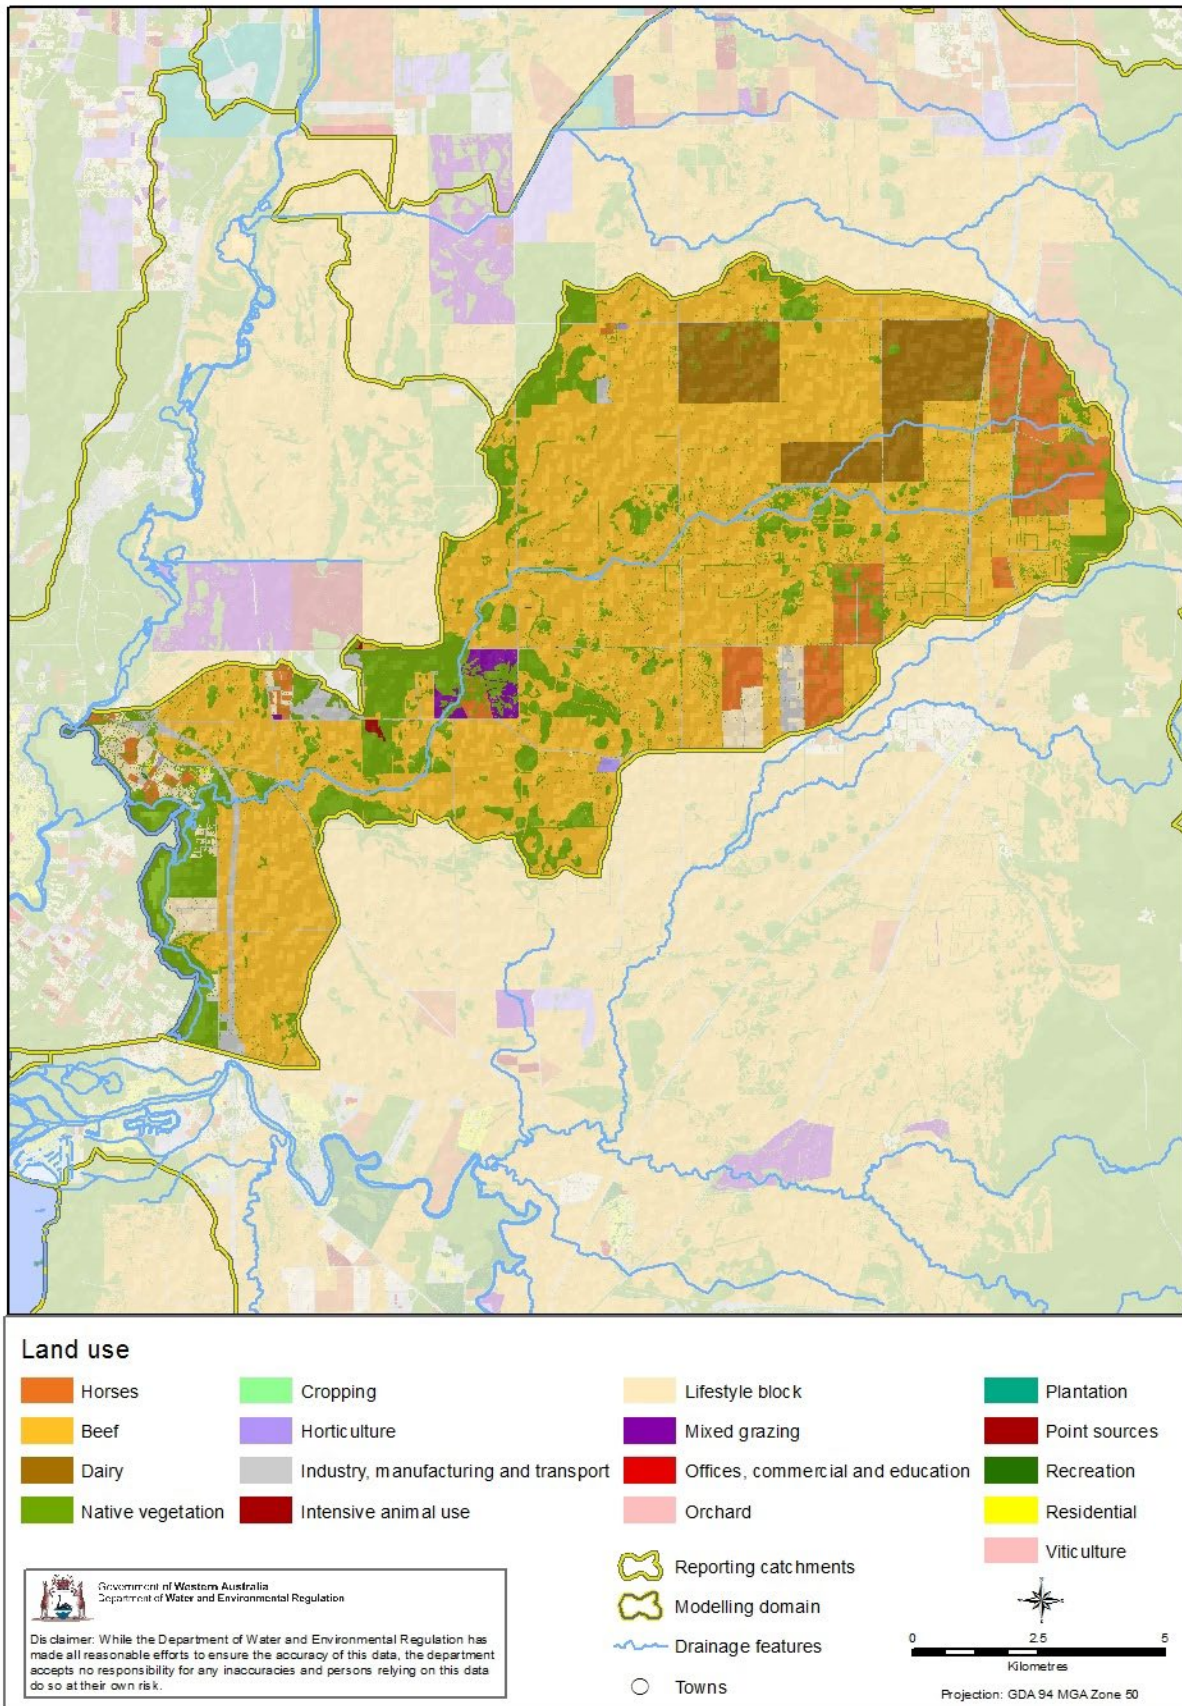 Land use
Horses
Beef
Dairy
Native vegetation
Cropping
Horticulture
Industry, manufacturing and transport
Intensive animal use
Lifestyle block
Mixed grazing
Offices, commercial and education
Orchard
Plantation
Point sources
Recreation
Residential
Viticulture
Reporting catchments
Modelling domain
Drainage features
Towns
Government of Western Australia
Department of Water and Environmental Regulation
Disclaimer: While the Department of Water and Environmental Regulation has
made all reasonable efforts to ensure the accuracy of this data, the department
accepts no responsibility for any inaccuracies and persons relying on this data
do so at their own risk.
0 2.5 5
Kilometres
Projection: GDA 94 MGA Zone 50